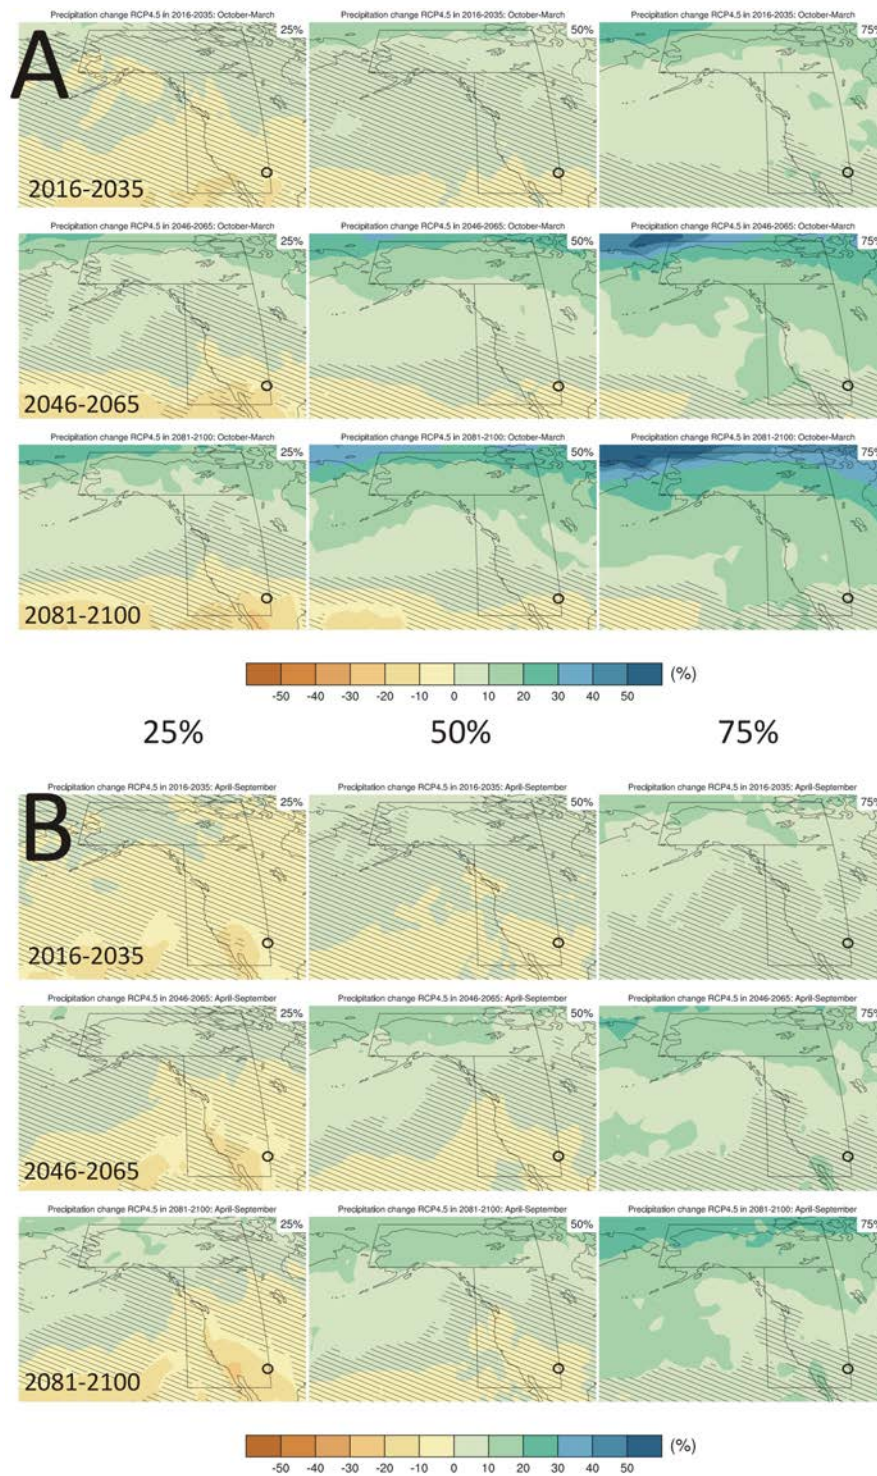 A
Precipitation change RCP4.5 in 2016-2035: October-March
25%
Precipitation change RCP4.5 in 2016-2035: October-March
50%
Precipitation change RCP4.5 in 2016-2035: October-March
75%
2016-2035
Precipitation change RCP4.5 in 2046-2065: October-March
25%
Precipitation change RCP4.5 in 2046-2065: October-March
50%
Precipitation change RCP4.5 in 2046-2065: October-March
75%
2046-2065
Precipitation change RCP4.5 in 2081-2100: October-March
25%
Precipitation change RCP4.5 in 2081-2100: October-March
50%
Precipitation change RCP4.5 in 2081-2100: October-March
75%
2081-2100
(%)
-50 -40 -30 -20 -10 0 10 20 30 40 50
25% 50% 75%
B
Precipitation change RCP4.5 in 2016-2035: April-September
25%
Precipitation change RCP4.5 in 2016-2035: April-September
50%
Precipitation change RCP4.5 in 2016-2035: April-September
75%
2016-2035
Precipitation change RCP4.5 in 2046-2065: April-September
25%
Precipitation change RCP4.5 in 2046-2065: April-September
50%
Precipitation change RCP4.5 in 2046-2065: April-September
75%
2046-2065
Precipitation change RCP4.5 in 2081-2100: April-September
25%
Precipitation change RCP4.5 in 2081-2100: April-September
50%
Precipitation change RCP4.5 in 2081-2100: April-September
75%
2081-2100
(%)
-50 -40 -30 -20 -10 0 10 20 30 40 50